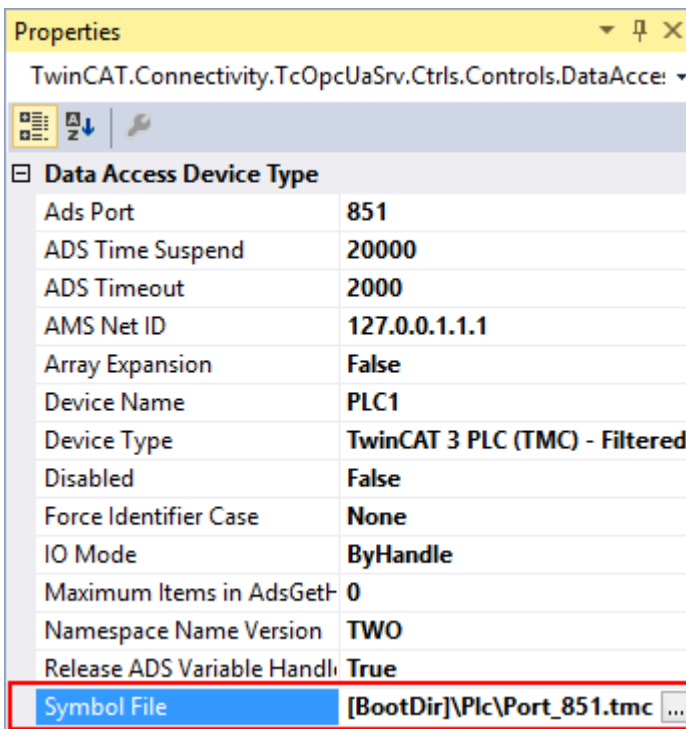 Properties
TwinCAT.Connectivity.TcOpcUaSrv.Ctrls.Controls.DataAcce
Data Access Device Type
Ads Port 851
ADS Time Suspend 20000
ADS Timeout 2000
AMS Net ID 127.0.0.1.1.1
Array Expansion False
Device Name PLC1
Device Type TwinCAT 3 PLC (TMC) - Filtered
Disabled False
Force Identifier Case None
IO Mode ByHandle
Maximum Items in AdsGetH 0
Namespace Name Version TWO
Release ADS Variable Handl True
Symbol File [BootDir]\Plc\Port_851.tmc ...